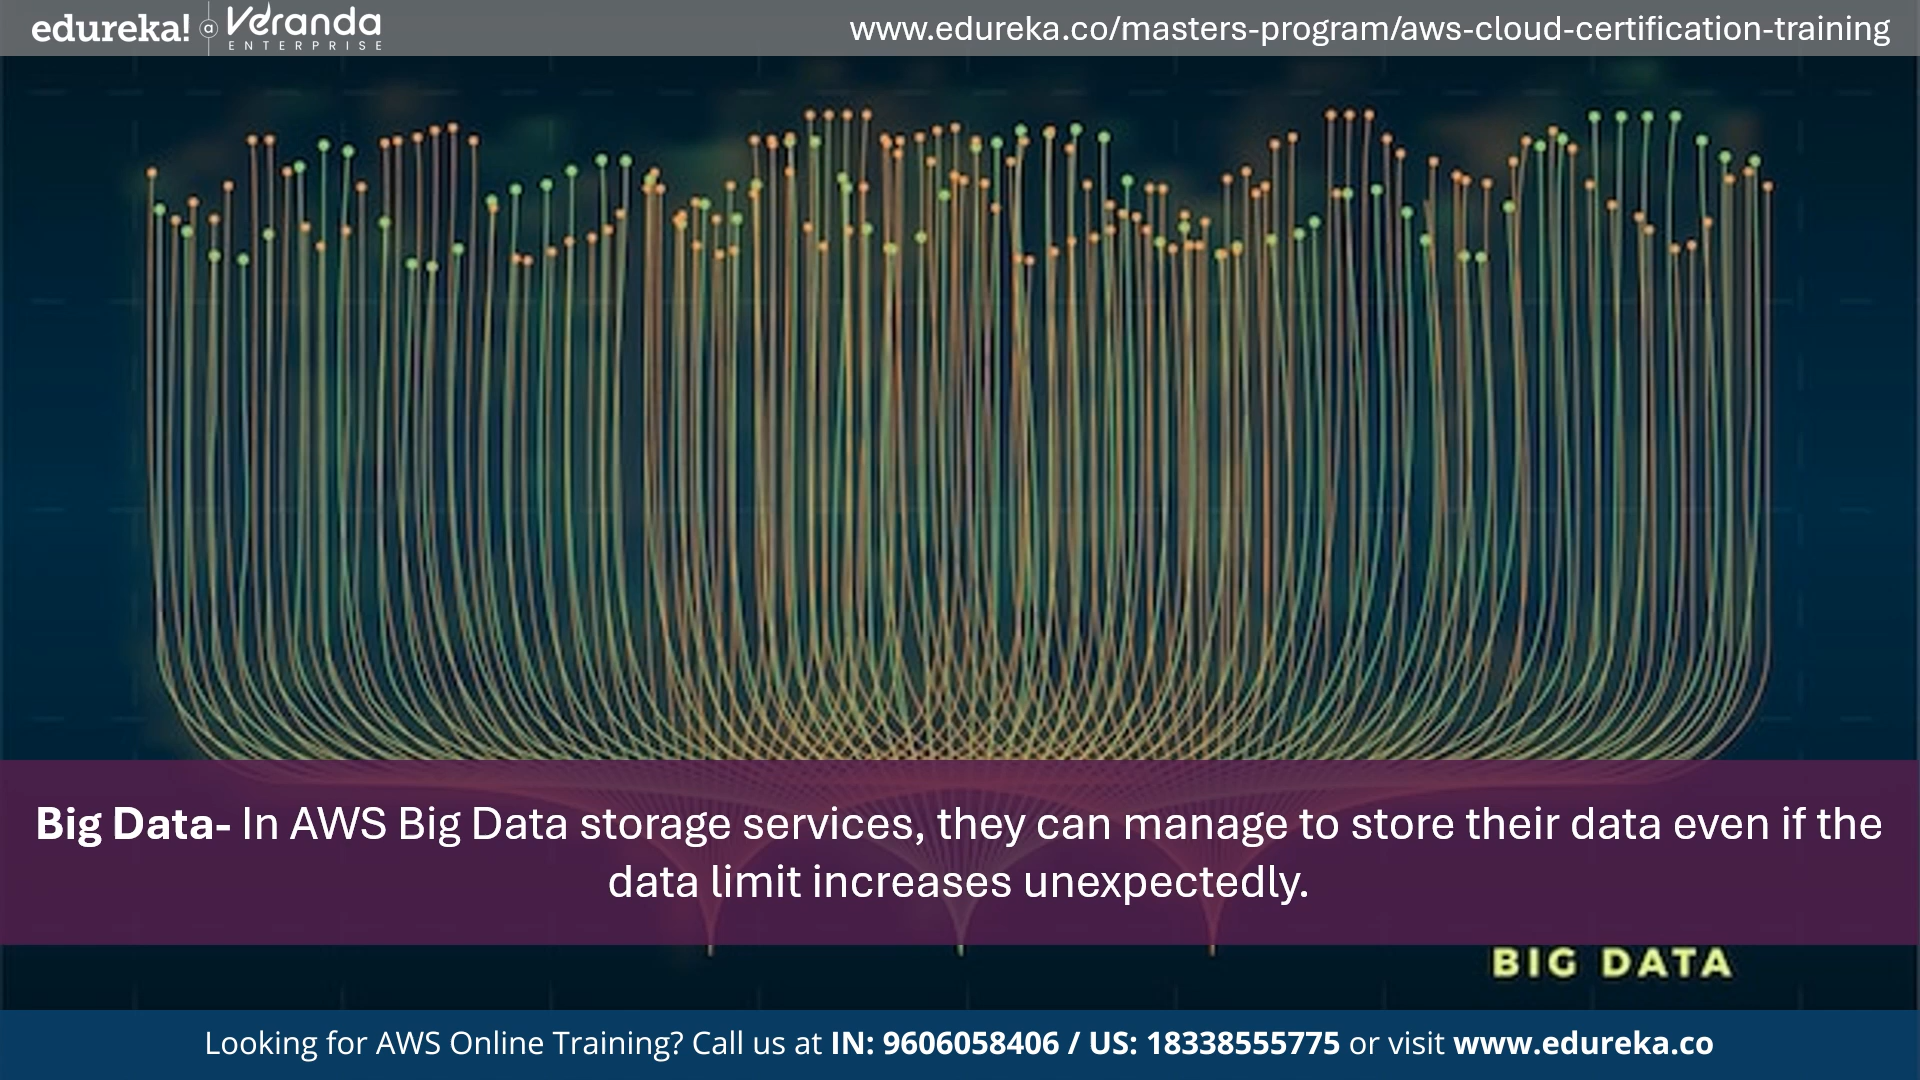 edureka! a Veranda
ENTERPRISE
www.edureka.co/masters-program/aws-cloud-certification-training
Big Data- In AWS Big Data storage services, they can manage to store their data even if the
data limit increases unexpectedly.
BIG DATA
Looking for AWS Online Training? Call us at IN: 9606058406 / US: 18338555775 or visit www.edureka.co